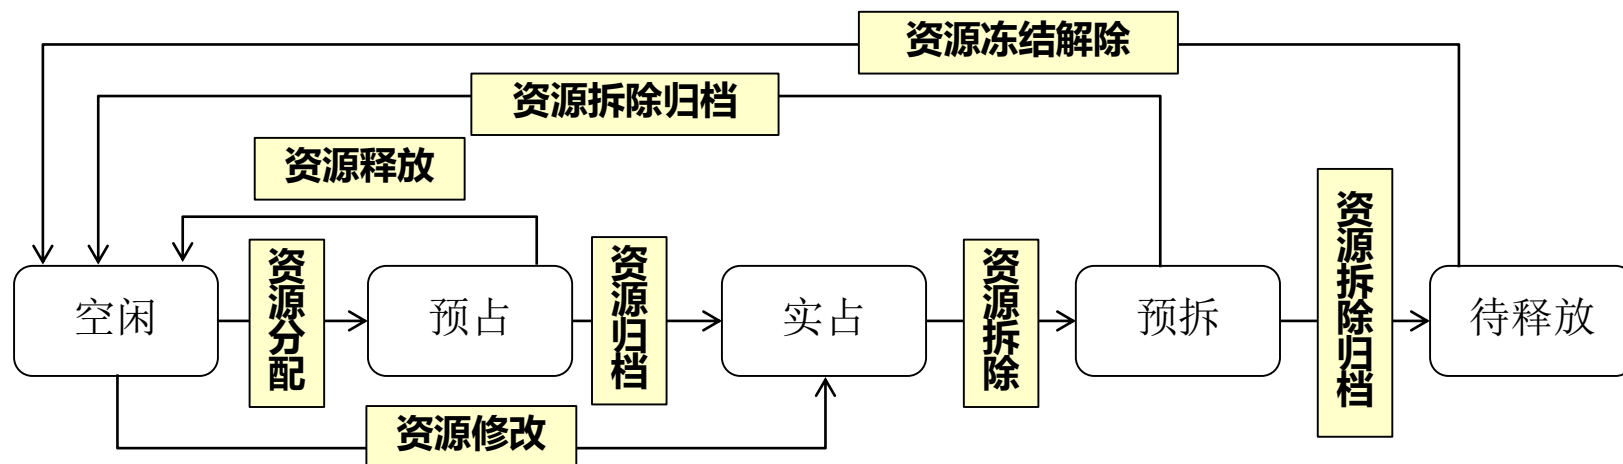 资源冻结解除
资源拆除归档
资源释放
空闲
资源分配
预占
资源归档
实占
资源拆除
预拆
资源拆除归档
待释放
资源修改